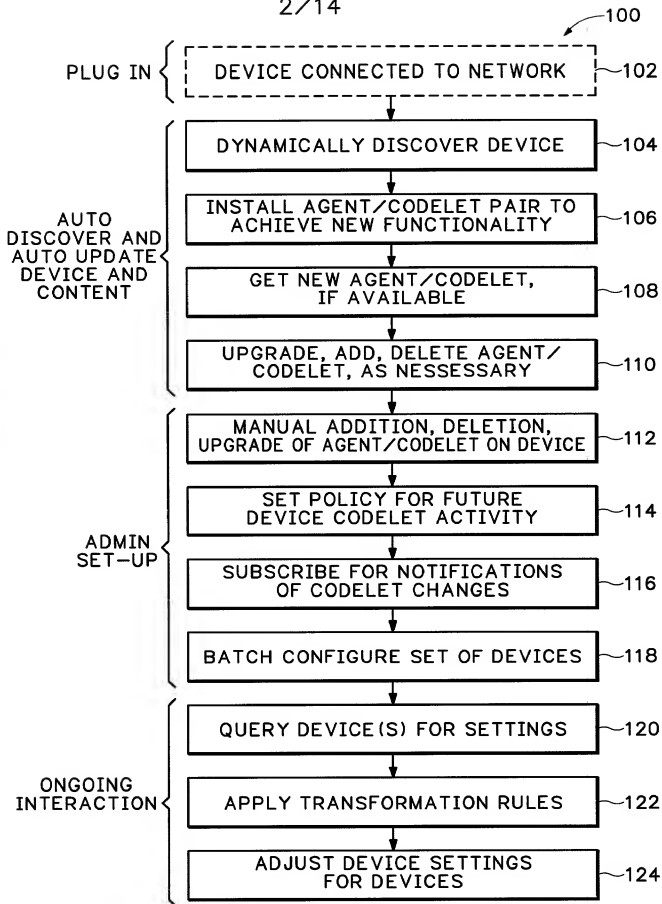 2/14
100
PLUG IN
DEVICE CONNECTED TO NETWORK
102
DYNAMICALLY DISCOVER DEVICE
104
AUTO
DISCOVER AND
AUTO UPDATE
DEVICE AND
CONTENT
INSTALL AGENT/CODELET PAIR TO
ACHIEVE NEW FUNCTIONALITY
106
GET NEW AGENT/CODELET,
IF AVAILABLE
108
UPGRADE, ADD, DELETE AGENT/
CODELET, AS NESSESSARY
110
MANUAL ADDITION, DELETION,
UPGRADE OF AGENT/CODELET ON DEVICE
112
ADMIN
SET-UP
SET POLICY FOR FUTURE
DEVICE CODELET ACTIVITY
114
SUBSCRIBE FOR NOTIFICATIONS
OF CODELET CHANGES
116
BATCH CONFIGURE SET OF DEVICES
118
QUERY DEVICE(S) FOR SETTINGS
120
ONGOING
INTERACTION
APPLY TRANSFORMATION RULES
122
ADJUST DEVICE SETTINGS
FOR DEVICES
124